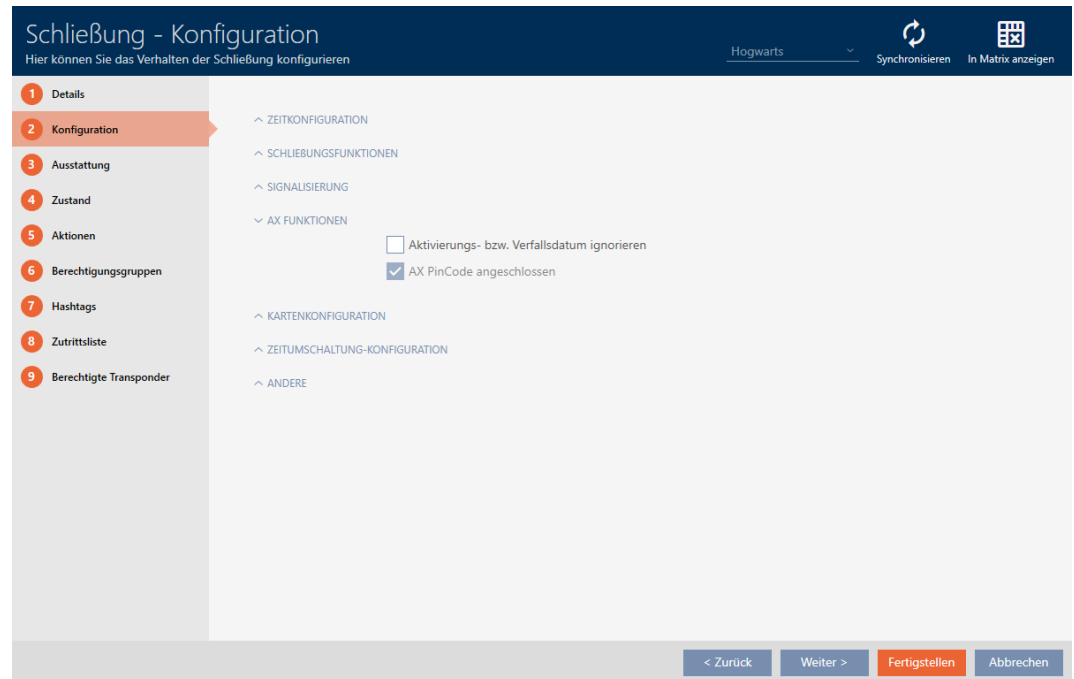 Schließung - Konfiguration
Hier können Sie das Verhalten der Schließung konfigurieren
Hogwarts
Synchronisieren
In Matrix anzeigen
1 Details
2 Konfiguration
3 Ausstattung
4 Zustand
5 Aktionen
6 Berechtigungsgruppen
7 Hashtags
8 Zutrittsliste
9 Berechtigte Transponder
ZEITKONFIGURATION
SCHLIEßUNGSFUNKTIONEN
SIGNALISIERUNG
AX FUNKTIONEN
Aktivierungs- bzw. Verfallsdatum ignorieren
AX PinCode angeschlossen
KARTENKONFIGURATION
ZEITUMSCHALTUNG-KONFIGURATION
ANDERE
< Zurück
Weiter >
Fertigstellen
Abbrechen